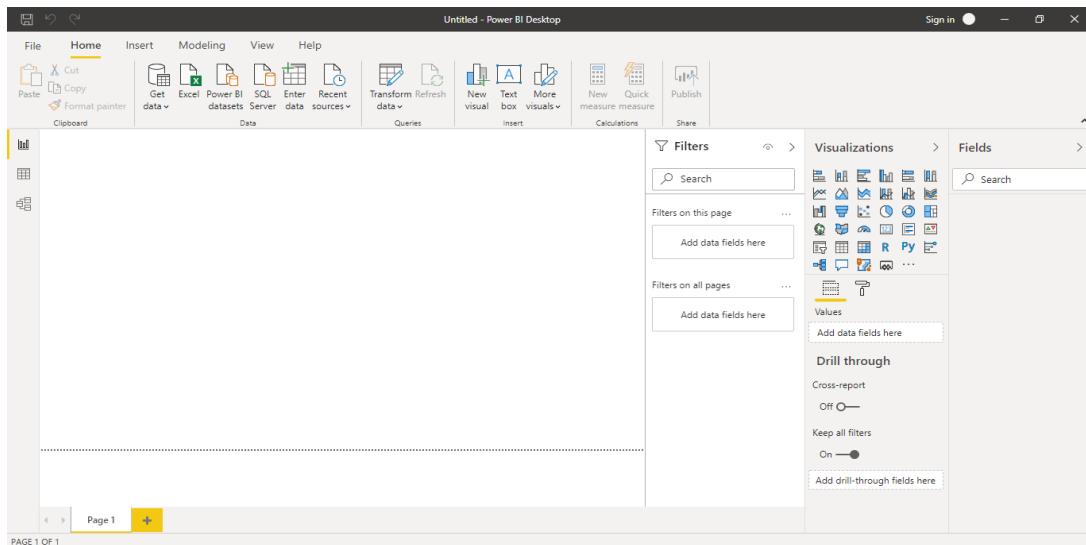 Untitled - Power BI Desktop
Sign in
File Home Insert Modeling View Help
Paste
Cut
Copy
Format painter
Clipboard
Get data
Excel
Power BI datasets
SQL Server
Enter data
Recent sources
Data
Transform data
Refresh
Queries
New visual
Text box
More visuals
Insert
New measure
Quick measure
Calculations
Publish
Share
Filters
Search
Filters on this page ...
Add data fields here
Filters on all pages ...
Add data fields here
Visualizations
R Py
...
Values
Add data fields here
Drill through
Cross-report
Off
Keep all filters
On
Add drill-through fields here
Fields
Search
Page 1
PAGE 1 OF 1